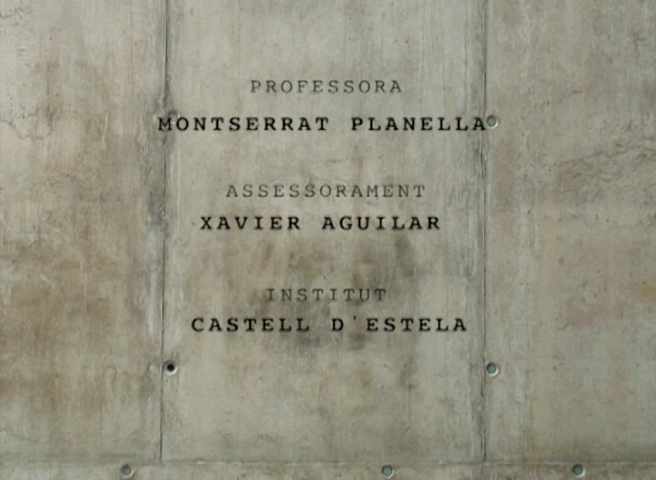 PROFESSORA
MONTSERRAT PLANELLA
ASSESSORAMENT
XAVIER AGUILAR
INSTITUT
CASTELL D'ESTELA